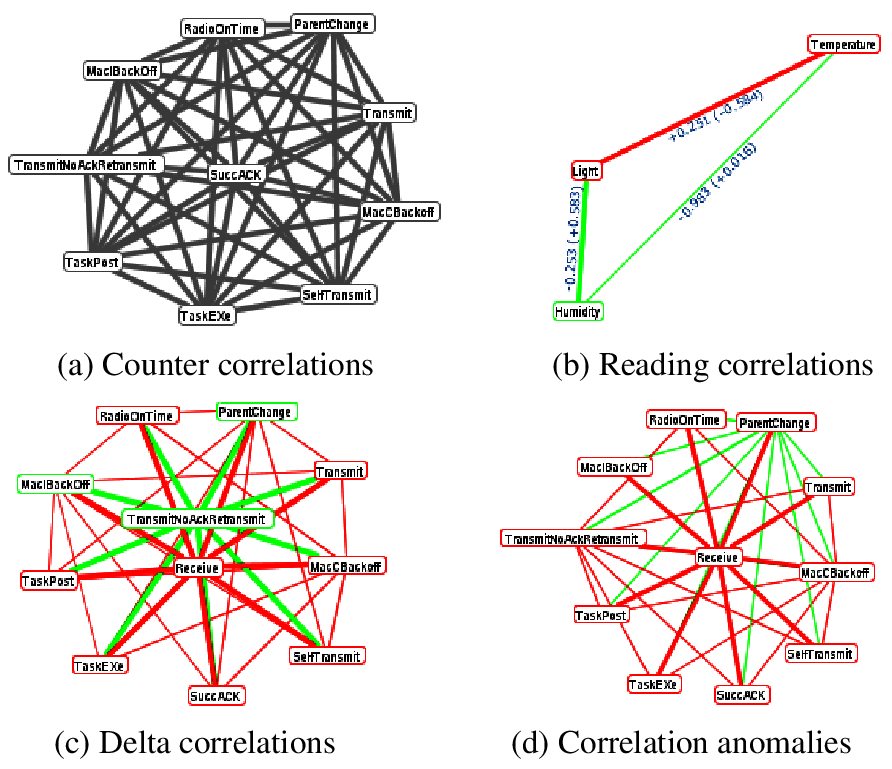 RadioOnTime
ParentChange
MacIBackOff
Transmit
TransmitNoAckRetransmit
SuccACK
MacCBackoff
TaskPost
SelfTransmit
TaskEXe
(a) Counter correlations
Temperature
+0.231 (-0.584)
Light
-0.983 (+0.016)
-0.253 (+0.583)
Humidity
(b) Reading correlations
RadioOnTime
ParentChange
MacIBackOff
Transmit
TransmitNoAckRetransmit
Receive
MacCBackoff
TaskPost
SelfTransmit
TaskEXe
SuccACK
(c) Delta correlations
RadioOnTime
ParentChange
MacIBackOff
Transmit
TransmitNoAckRetransmit
Receive
MacCBackoff
TaskPost
SelfTransmit
TaskEXe
SuccACK
(d) Correlation anomalies